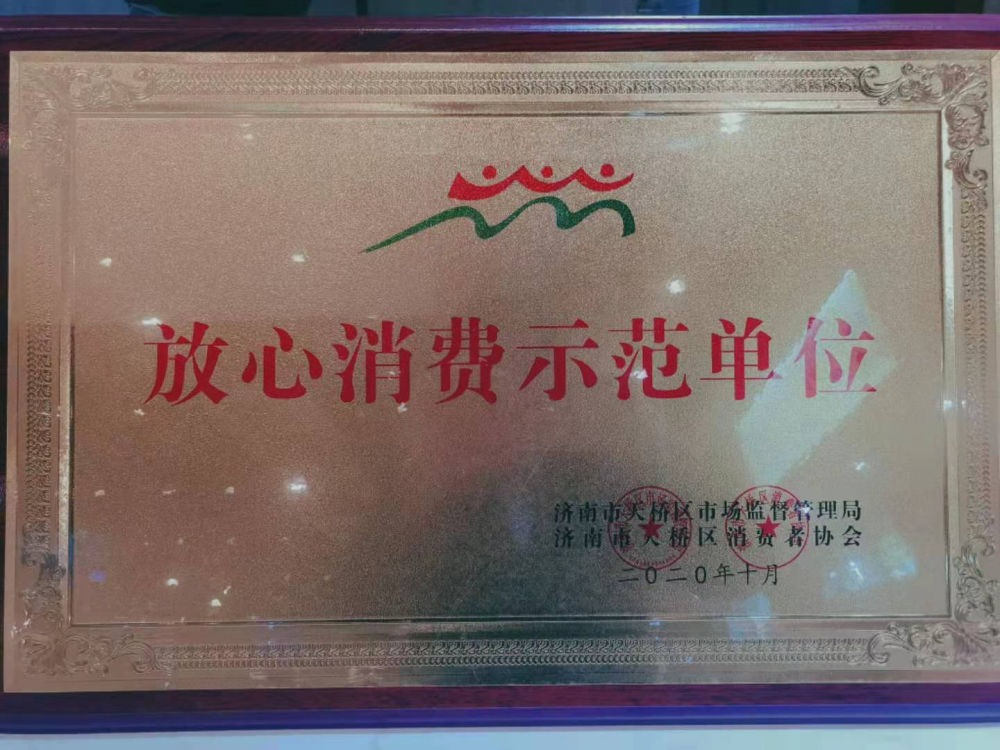 放心消费示范单位
济南市天桥区市场监督管理局
济南市天桥区消费者协会
二〇二〇年十月